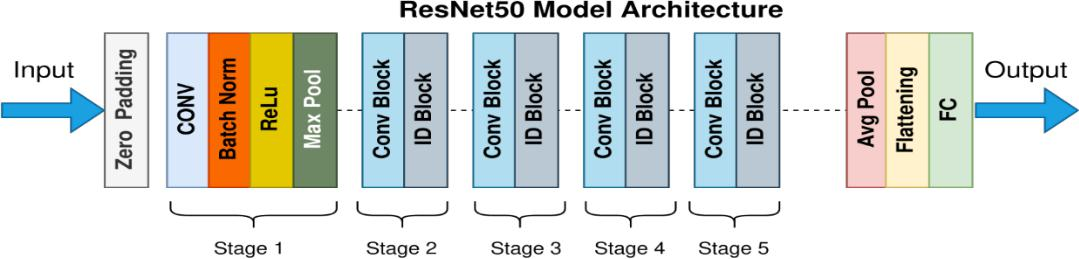 ResNet50 Model Architecture
Input
Zero Padding
CONV
Batch Norm
ReLu
Max Pool
Conv Block
ID Block
Conv Block
ID Block
Conv Block
ID Block
Conv Block
ID Block
Avg Pool
Flattening
FC
Output
Stage 1
Stage 2
Stage 3
Stage 4
Stage 5